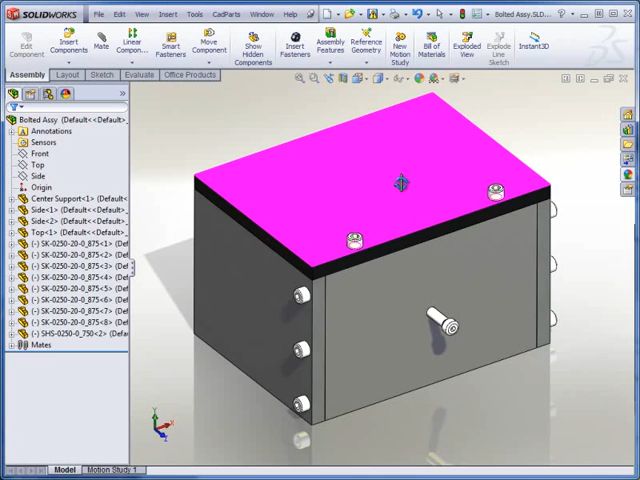 SOLIDWORKS File Edit View Insert Tools CadParts Window Help Bolted Assy.SLD...
Edit Component Insert Components Mate Linear Compon... Smart Fasteners Move Component Show Hidden Components Insert Fasteners Assembly Features Reference Geometry New Motion Study Bill of Materials Exploded View Explode Line Sketch Instant3D
Assembly Layout Sketch Evaluate Office Products
Bolted Assy (Default<<Default>_
Annotations
Sensors
Front
Top
Side
Origin
Center Support<1> (Default<
Side<1> (Default<<Default>_
Side<2> (Default<<Default>_
Top<1> (Default<<Default>_
(-) SK-0250-20-0_875<1> (Def
(-) SK-0250-20-0_875<2> (Def
(-) SK-0250-20-0_875<3> (Def
(-) SK-0250-20-0_875<4> (Def
(-) SK-0250-20-0_875<5> (Def
(-) SK-0250-20-0_875<6> (Def
(-) SK-0250-20-0_875<7> (Def
(-) SK-0250-20-0_875<8> (Def
(-) SHS-0250-0_750<2> (Defa
Mates
Y X Z
Model Motion Study 1